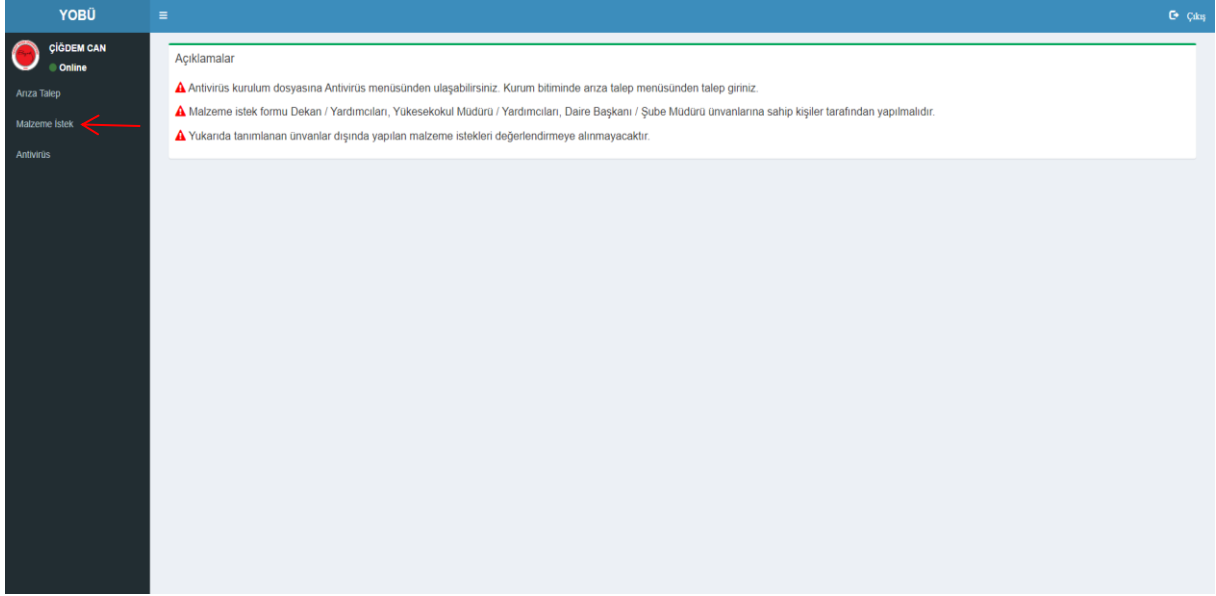 YOBÜ
Çıkış
ÇİĞDEM CAN
Online
Arıza Talep
Malzeme İstek
Antivirüs
Açıklamalar
Antivirüs kurulum dosyasına Antivirüs menüsünden ulaşabilirsiniz. Kurum bitiminde arıza talep menüsünden talep giriniz.
Malzeme istek formu Dekan / Yardımcıları, Yükesekokul Müdürü / Yardımcıları, Daire Başkanı / Şube Müdürü ünvanlarına sahip kişiler tarafından yapılmalıdır.
Yukarıda tanımlanan ünvanlar dışında yapılan malzeme istekleri değerlendirmeye alınmayacaktır.